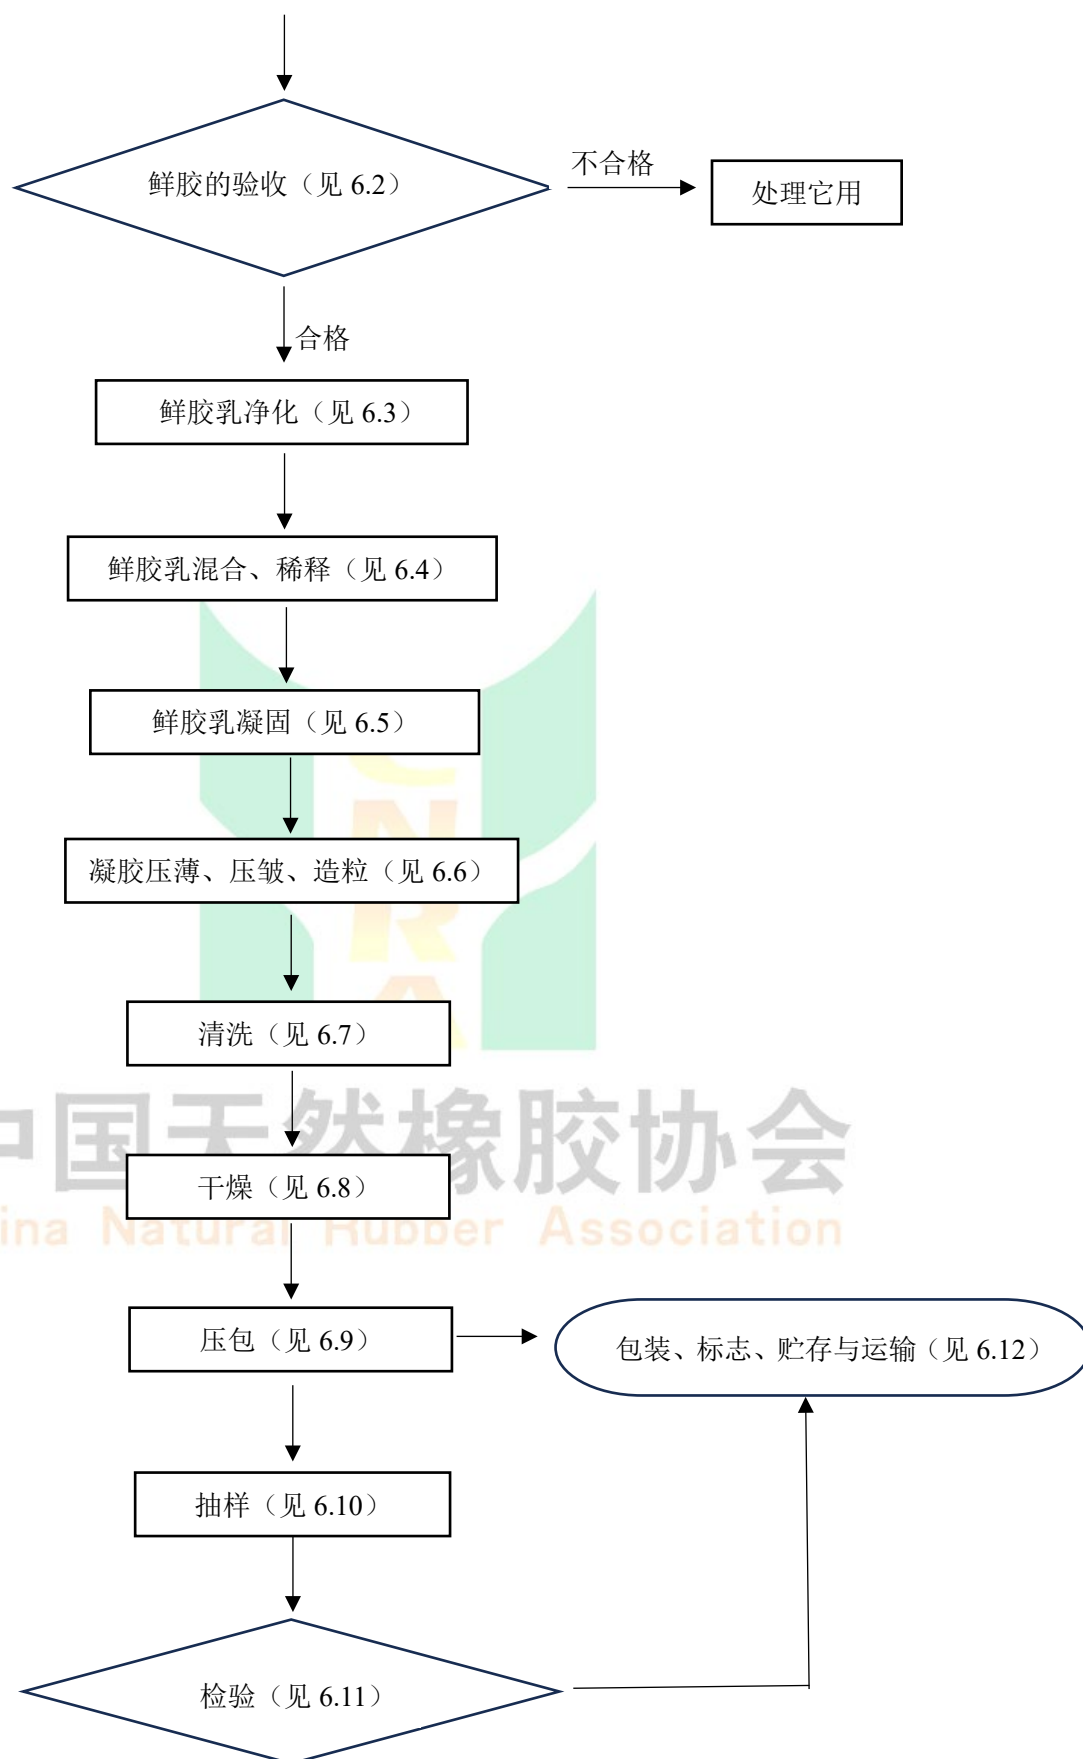 鲜胶的验收（见 6.2）
不合格
处理它用
合格
鲜胶乳净化（见 6.3）
鲜胶乳混合、稀释（见 6.4）
鲜胶乳凝固（见 6.5）
凝胶压薄、压皱、造粒（见 6.6）
清洗（见 6.7）
中国天然橡胶协会
干燥（见 6.8）
ina Natural Rubber Association
压包（见 6.9）
包装、标志、贮存与运输（见 6.12）
抽样（见 6.10）
检验（见 6.11）